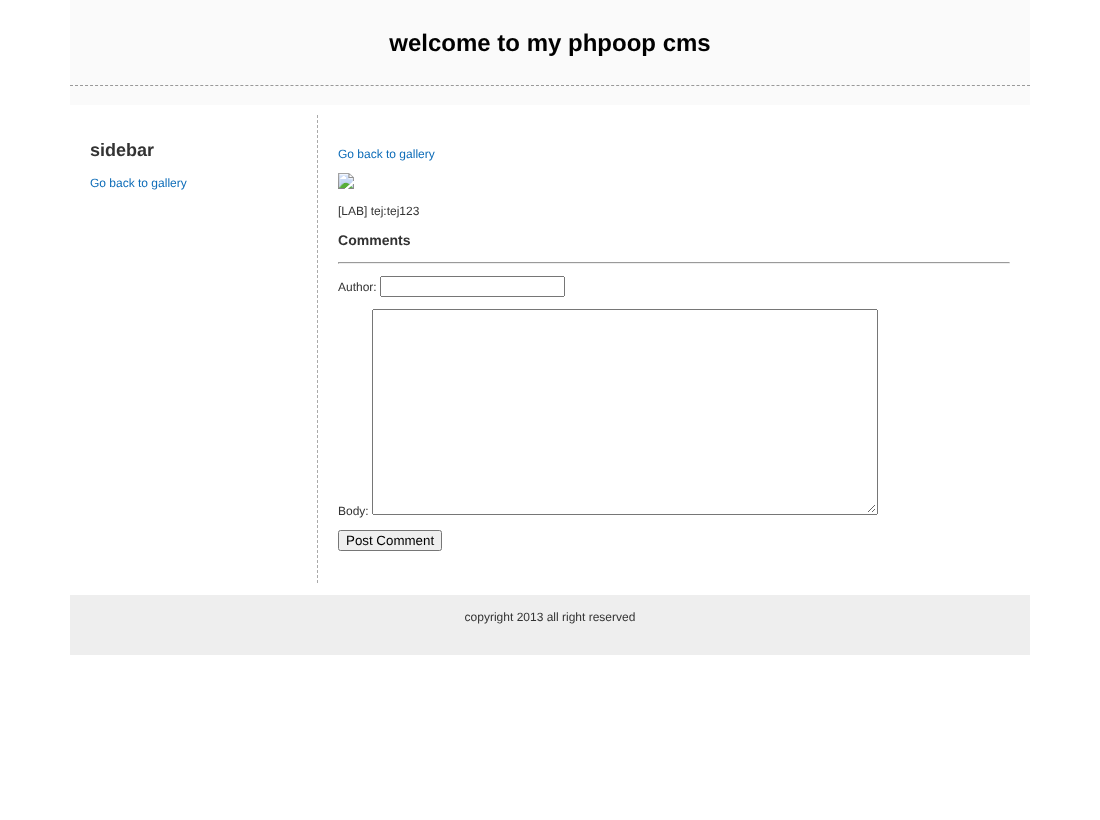 welcome to my phpoop cms
sidebar
Go back to gallery
Go back to gallery
[LAB] tej:tej123
Comments
Author:
Body:
Post Comment
copyright 2013 all right reserved